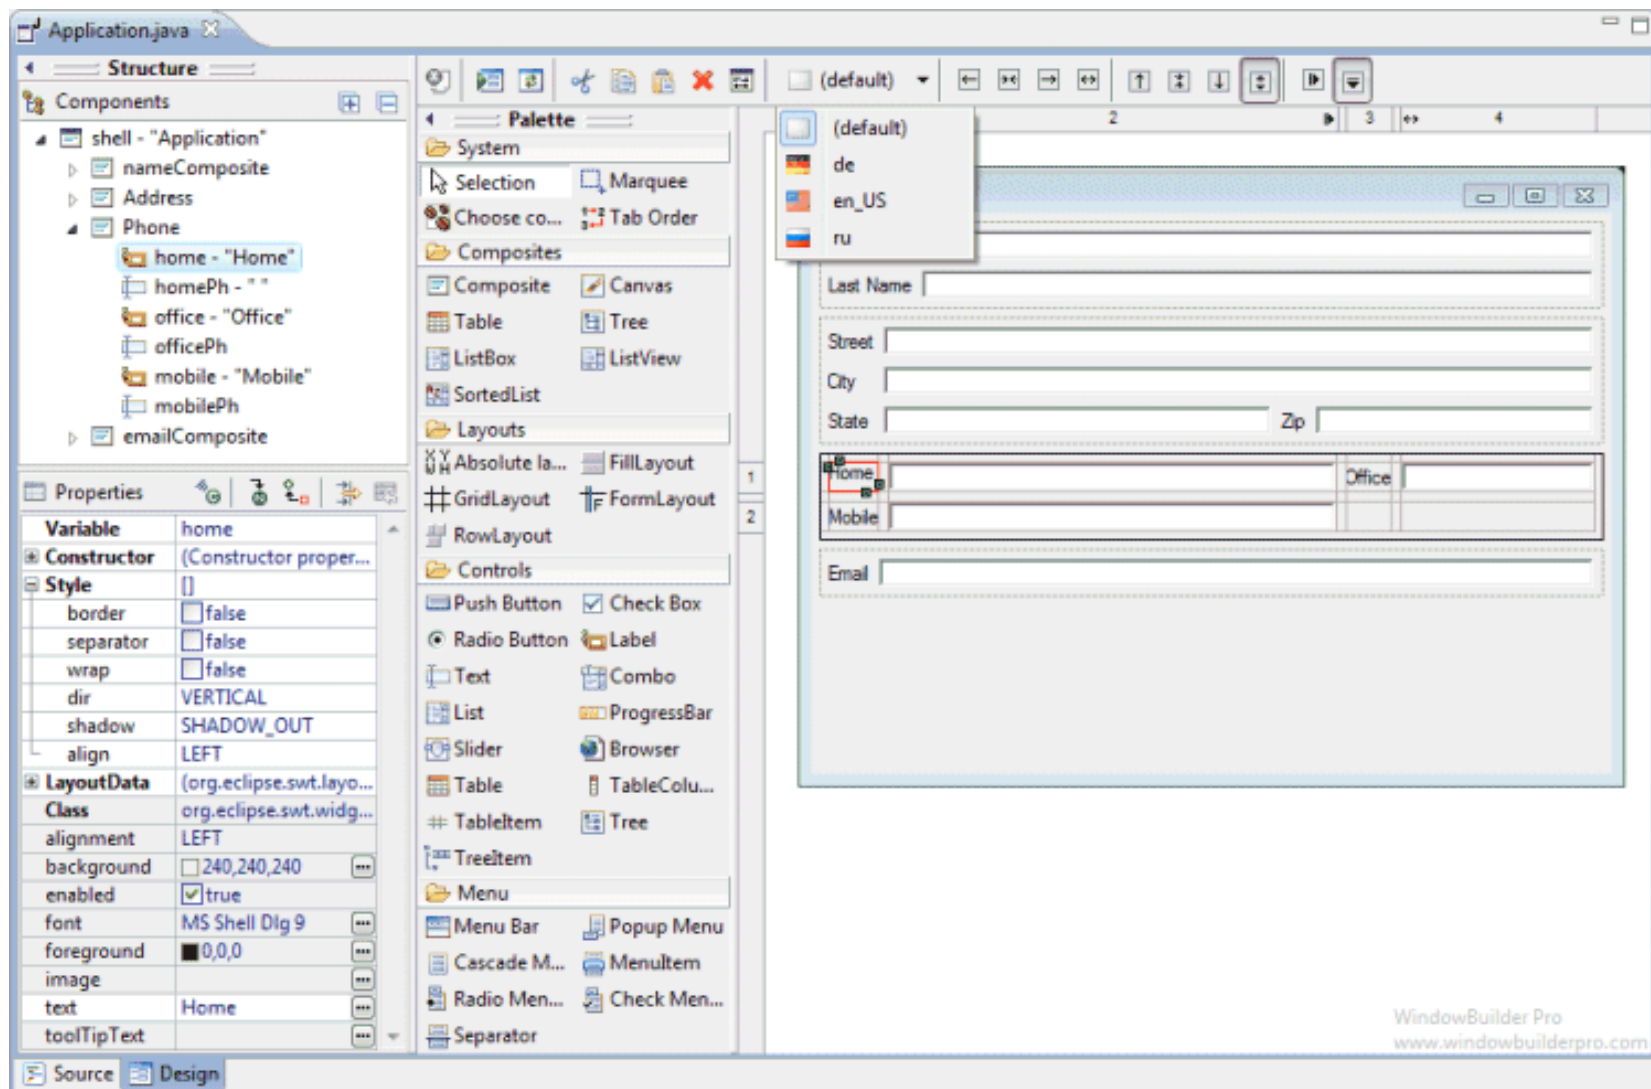 Application.java
Structure
Components
shell - "Application"
nameComposite
Address
Phone
home - "Home"
homePh - " "
office - "Office"
officePh
mobile - "Mobile"
mobilePh
emailComposite
Properties
Variable home
Constructor (Constructor proper...
Style []
border false
separator false
wrap false
dir VERTICAL
shadow SHADOW_OUT
align LEFT
LayoutData (org.eclipse.swt.layo...
Class org.eclipse.swt.widg...
alignment LEFT
background 240,240,240
enabled true
font MS Shell Dlg 9
foreground 0,0,0
image
text Home
toolTipText
Source Design
Palette
System
Selection Marquee
Choose co... Tab Order
Composites
Composite Canvas
Table Tree
ListBox ListView
SortedList
Layouts
Absolute la... FillLayout
GridLayout FormLayout
RowLayout
Controls
Push Button Check Box
Radio Button Label
Text Combo
List ProgressBar
Slider Browser
Table TableColu...
TableItem Tree
TreeItem
Menu
Menu Bar Popup Menu
Cascade M... MenuItem
Radio Men... Check Men...
Separator
(default)
(default)
de
en_US
ru
2 3 4
1
2
Last Name
Street
City
State Zip
Home Office
Mobile
Email
WindowBuilder Pro
www.windowbuilderpro.com